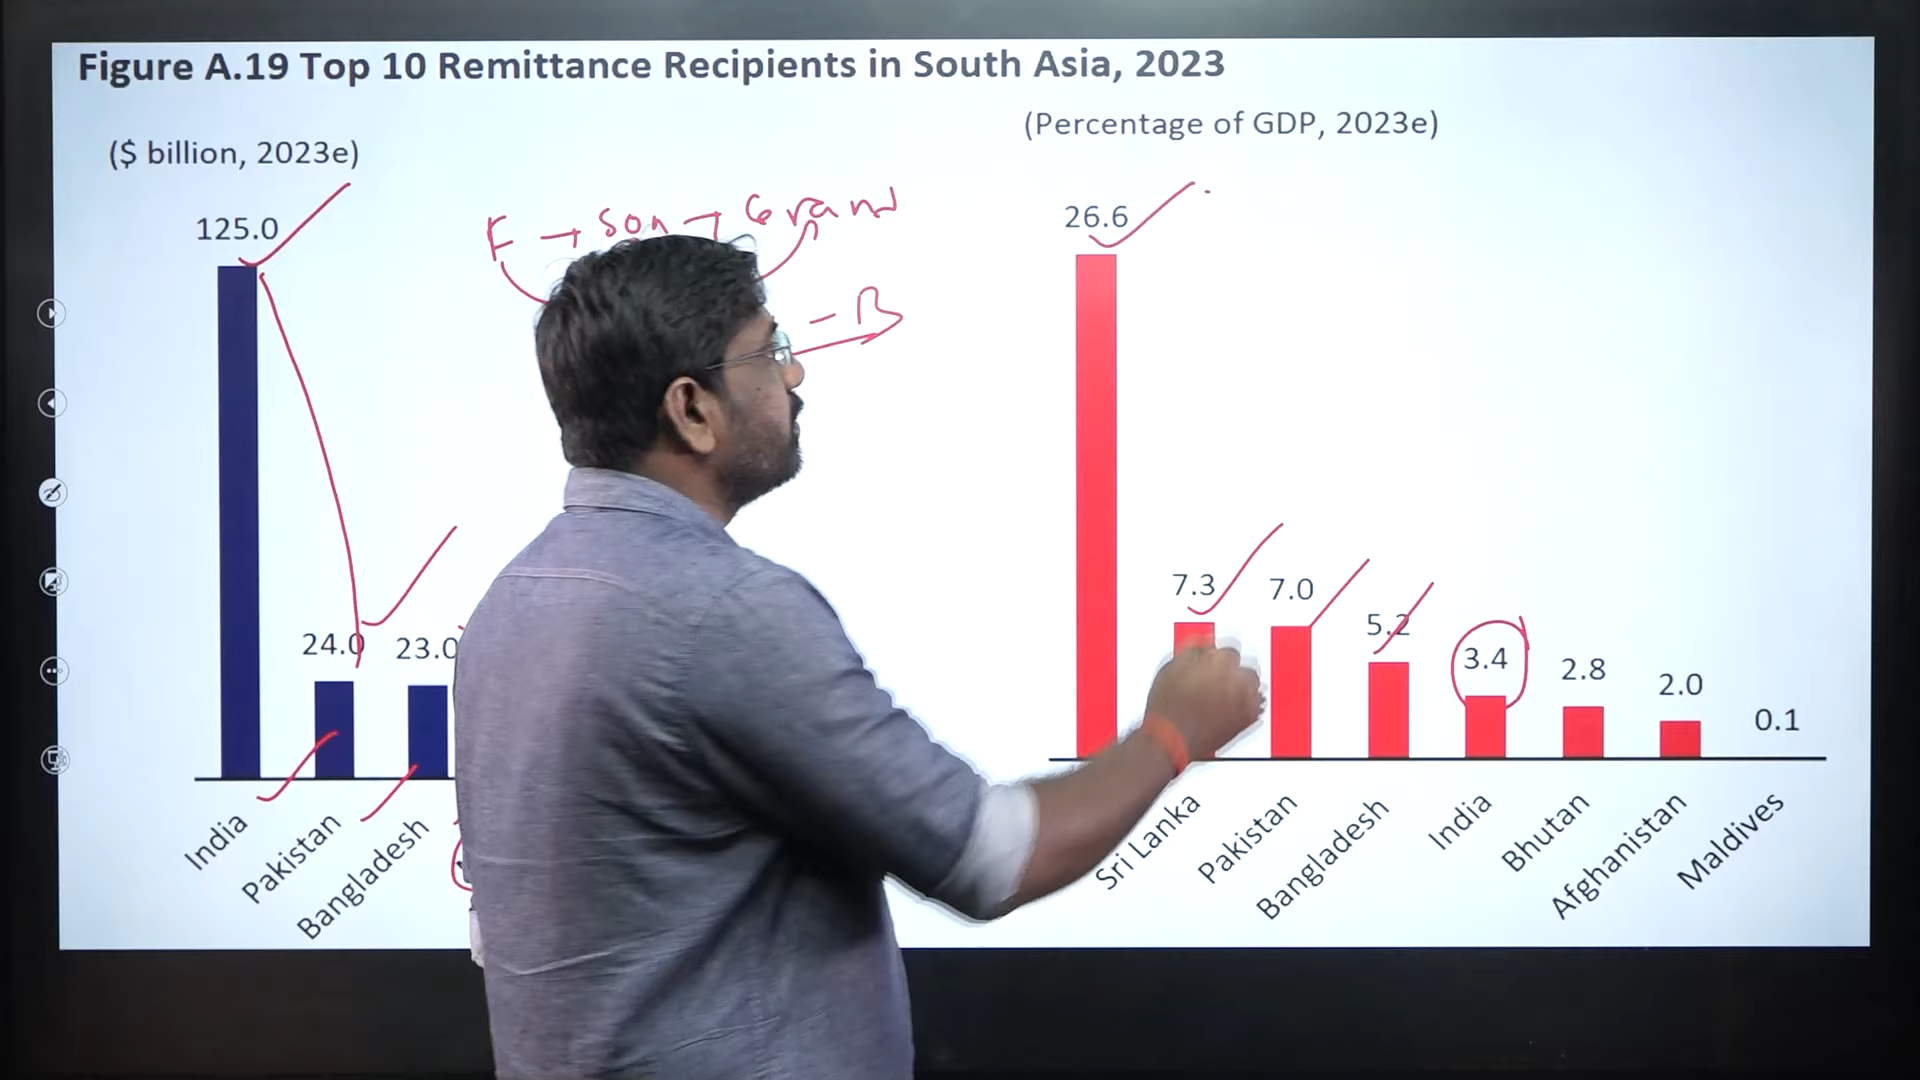 Figure A.19 Top 10 Remittance Recipients in South Asia, 2023
($ billion, 2023e)
(Percentage of GDP, 2023e)
125.0
24.0
23.0
India
Pakistan
Bangladesh
F → Son → Grand
- B
26.6
7.3
7.0
5.2
3.4
2.8
2.0
0.1
Sri Lanka
Pakistan
Bangladesh
India
Bhutan
Afghanistan
Maldives